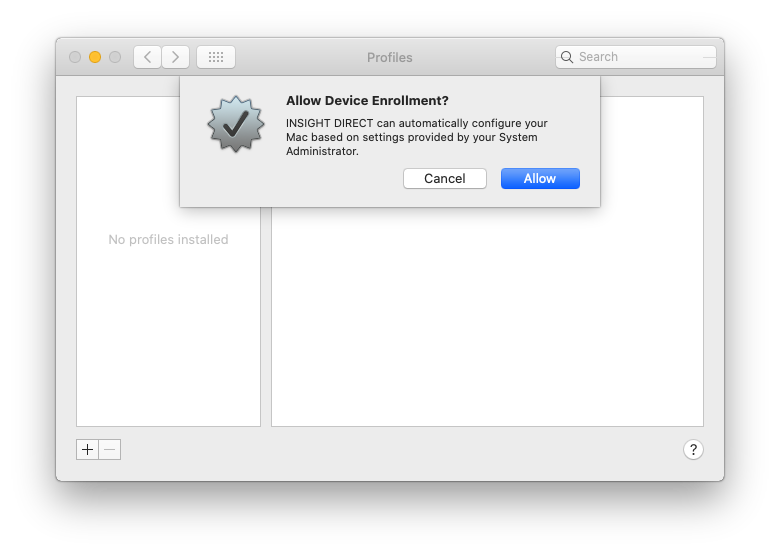 Profiles
Search
Allow Device Enrollment?
INSIGHT DIRECT can automatically configure your
Mac based on settings provided by your System
Administrator.
Cancel
Allow
No profiles installed
?